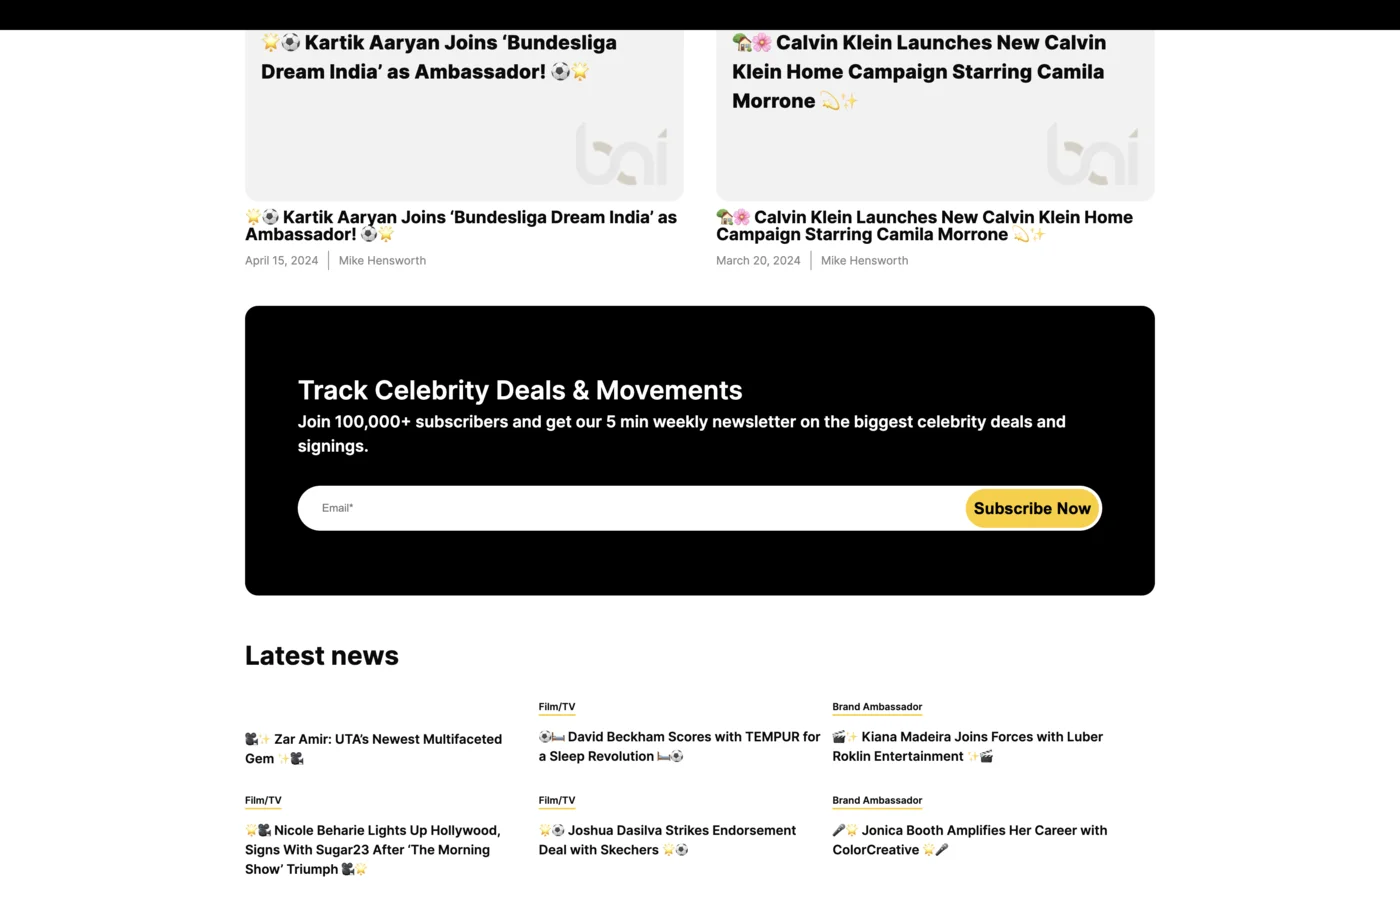 🌟⚽ Kartik Aaryan Joins ‘Bundesliga
Dream India’ as Ambassador! ⚽🌟
bai
🏡🌸 Calvin Klein Launches New Calvin
Klein Home Campaign Starring Camila
Morrone 💫✨
bai
🌟⚽ Kartik Aaryan Joins ‘Bundesliga Dream India’ as
Ambassador! ⚽🌟
April 15, 2024 | Mike Hensworth
🏡🌸 Calvin Klein Launches New Calvin Klein Home
Campaign Starring Camila Morrone 💫✨
March 20, 2024 | Mike Hensworth
Track Celebrity Deals & Movements
Join 100,000+ subscribers and get our 5 min weekly newsletter on the biggest celebrity deals and
signings.
Email*
Subscribe Now
Latest news
🎥✨ Zar Amir: UTA’s Newest Multifaceted
Gem ✨🎥
Film/TV
⚽🛏️ David Beckham Scores with TEMPUR for
a Sleep Revolution 🛏️⚽
Brand Ambassador
🎬✨ Kiana Madeira Joins Forces with Luber
Roklin Entertainment ✨🎬
Film/TV
🌟🎥 Nicole Beharie Lights Up Hollywood,
Signs With Sugar23 After ‘The Morning
Show’ Triumph 🎥🌟
Film/TV
🌟⚽ Joshua Dasilva Strikes Endorsement
Deal with Skechers 🌟⚽
Brand Ambassador
🎤🌟 Jonica Booth Amplifies Her Career with
ColorCreative 🌟🎤